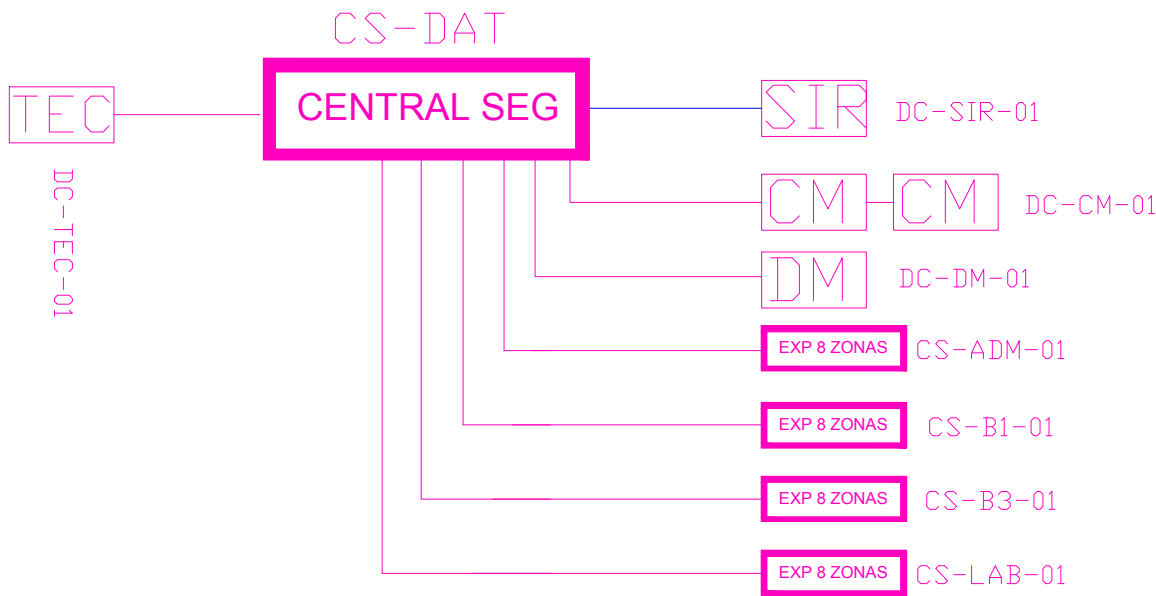 CS-DAT
CENTRAL SEG
TEC
DC-TEC-01
SIR DC-SIR-01
CM CM DC-CM-01
DM DC-DM-01
EXP 8 ZONAS CS-ADM-01
EXP 8 ZONAS CS-B1-01
EXP 8 ZONAS CS-B3-01
EXP 8 ZONAS CS-LAB-01